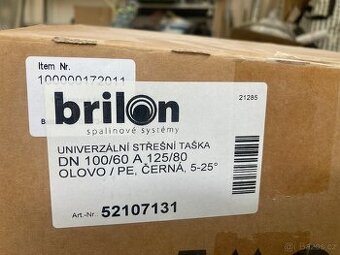 Item Nr.
100000172011
21285
brilon
spalinové systémy
UNIVERZÁLNÍ STŘEŠNÍ TAŠKA
DN 100/60 A 125/80
OLOVO / PE, ČERNÁ, 5-25°
Art.-Nr. 52107131